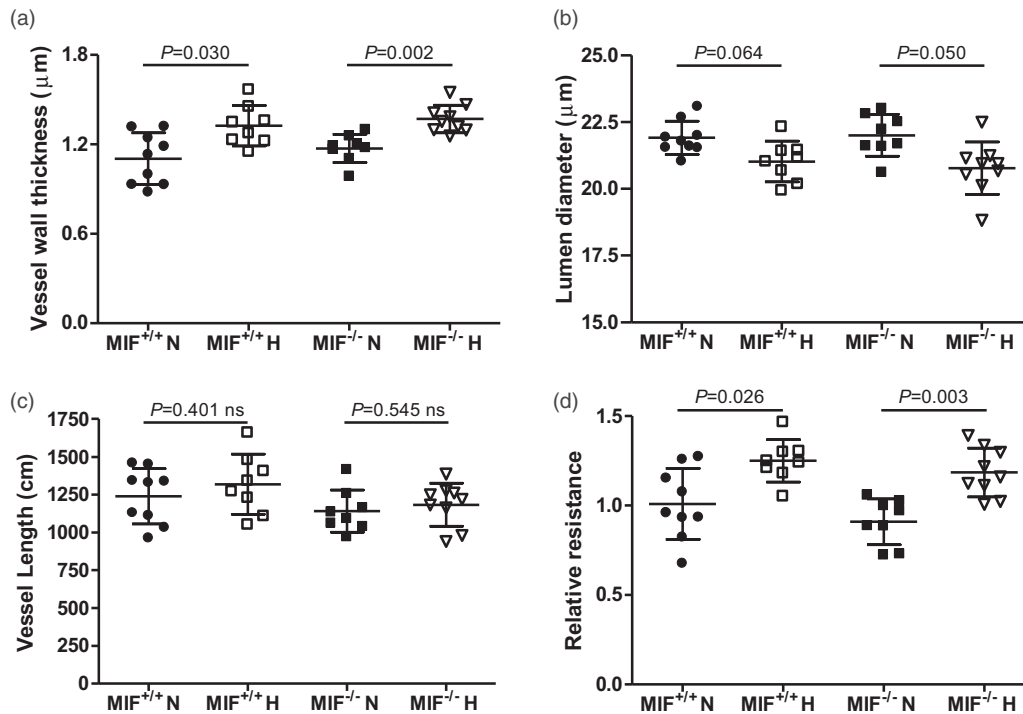 (a)
P=0.030
P=0.002
1.8
1.2
0.6
0.0
Vessel wall thickness (μm)
MIF+/+ N
MIF+/+ H
MIF-/- N
MIF-/- H
(b)
P=0.064
P=0.050
25.0
22.5
20.0
17.5
15.0
Lumen diameter (μm)
MIF+/+ N
MIF+/+ H
MIF-/- N
MIF-/- H
(c)
P=0.401 ns
P=0.545 ns
1750
1500
1250
1000
750
500
250
0
Vessel Length (cm)
MIF+/+ N
MIF+/+ H
MIF-/- N
MIF-/- H
(d)
P=0.026
P=0.003
1.5
1.0
0.5
0.0
Relative resistance
MIF+/+ N
MIF+/+ H
MIF-/- N
MIF-/- H